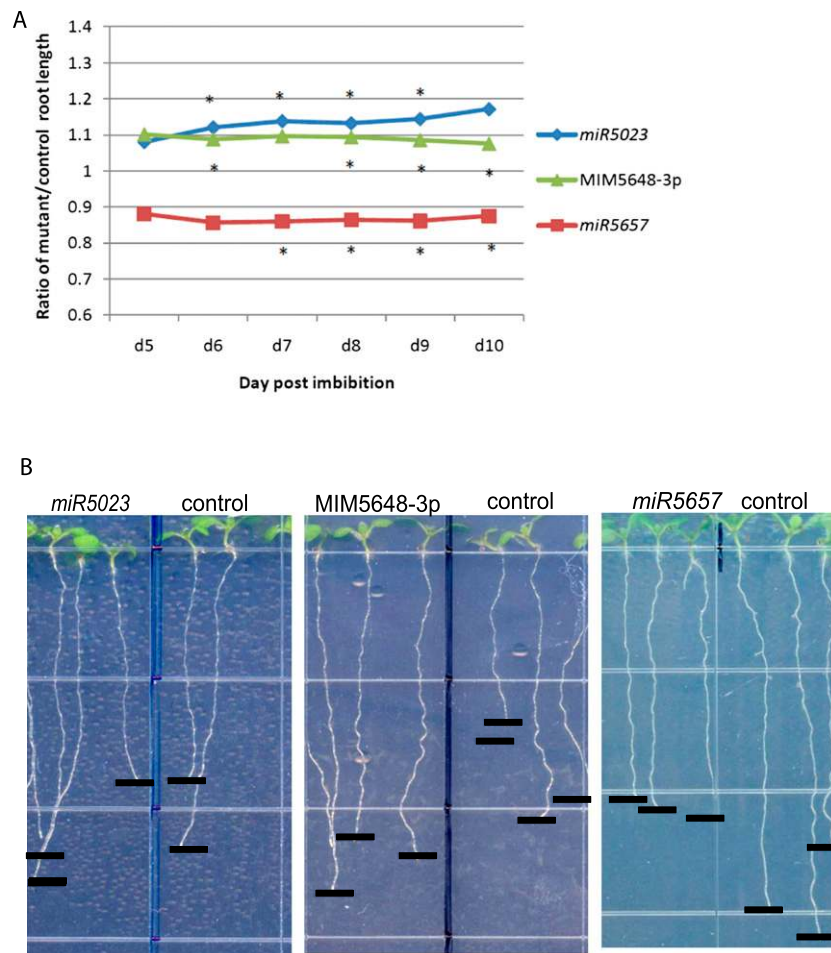 A
Ratio of mutant/control root length
1.4
1.3
1.2
1.1
1
0.9
0.8
0.7
0.6
* * * *
* * * *
* * * *
d5 d6 d7 d8 d9 d10
Day post imbibition
miR5023
MIM5648-3p
miR5657
B
miR5023 control MIM5648-3p control miR5657 control